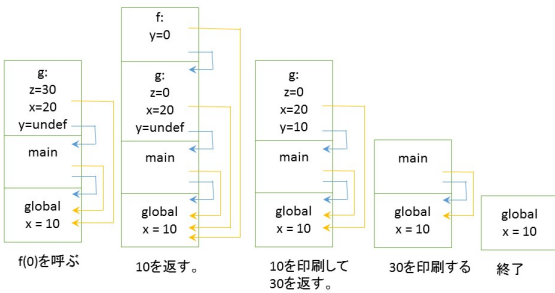 g:
z=30
x=20
y=undef
main
global
x = 10
f(0)を呼ぶ
f:
y=0
g:
z=0
x=20
y=undef
main
global
x = 10
10を返す。
g:
z=0
x=20
y=10
main
global
x = 10
10を印刷して
30を返す。
main
global
x = 10
30を印刷する
global
x = 10
終了